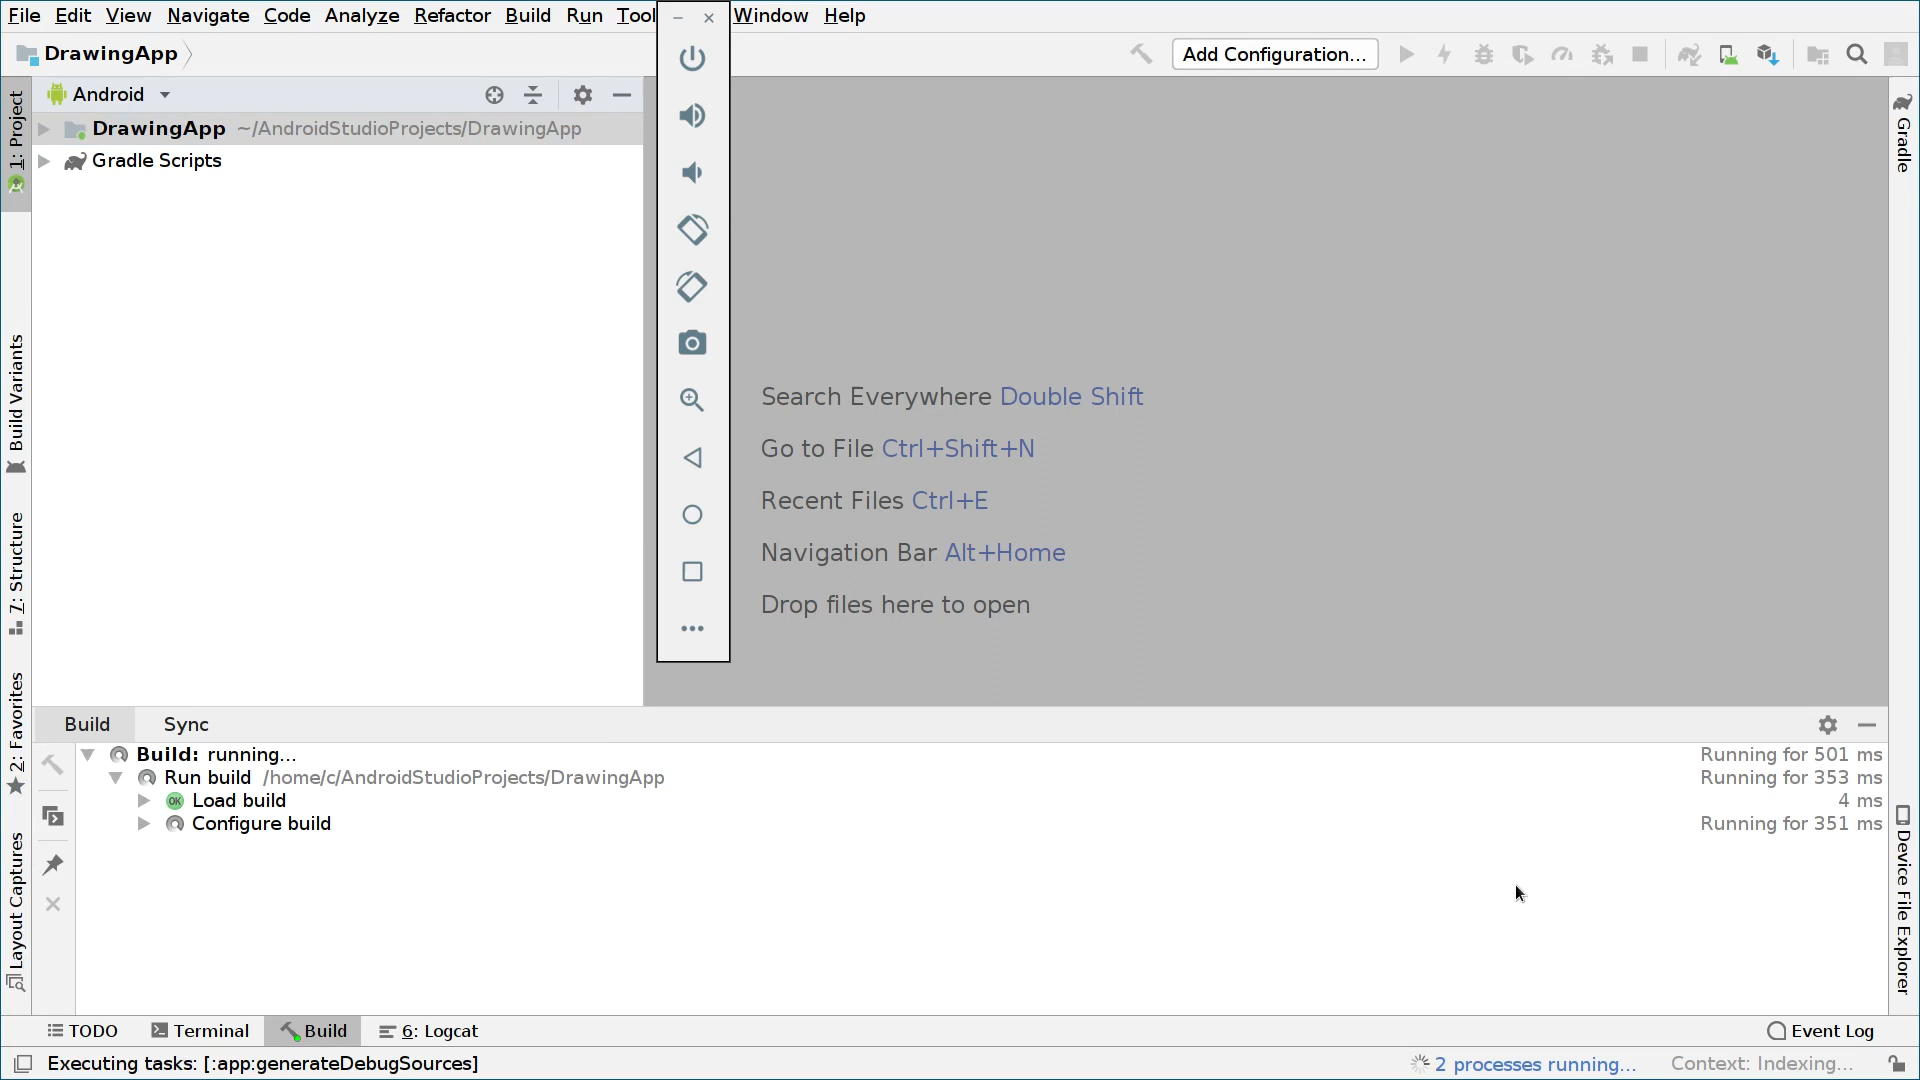 File Edit View Navigate Code Analyze Refactor Build Run Tool Window Help
DrawingApp
Add Configuration...
1: Project
Android
DrawingApp ~/AndroidStudioProjects/DrawingApp
Gradle Scripts
Gradle
Build Variants
Search Everywhere Double Shift
Go to File Ctrl+Shift+N
Recent Files Ctrl+E
Navigation Bar Alt+Home
Drop files here to open
7: Structure
2: Favorites
Layout Captures
Build Sync
Build: running... Running for 501 ms
Run build /home/c/AndroidStudioProjects/DrawingApp Running for 353 ms
OK Load build 4 ms
Configure build Running for 351 ms
Device File Explorer
TODO Terminal Build 6: Logcat Event Log
Executing tasks: [:app:generateDebugSources] 2 processes running... Context: Indexing...